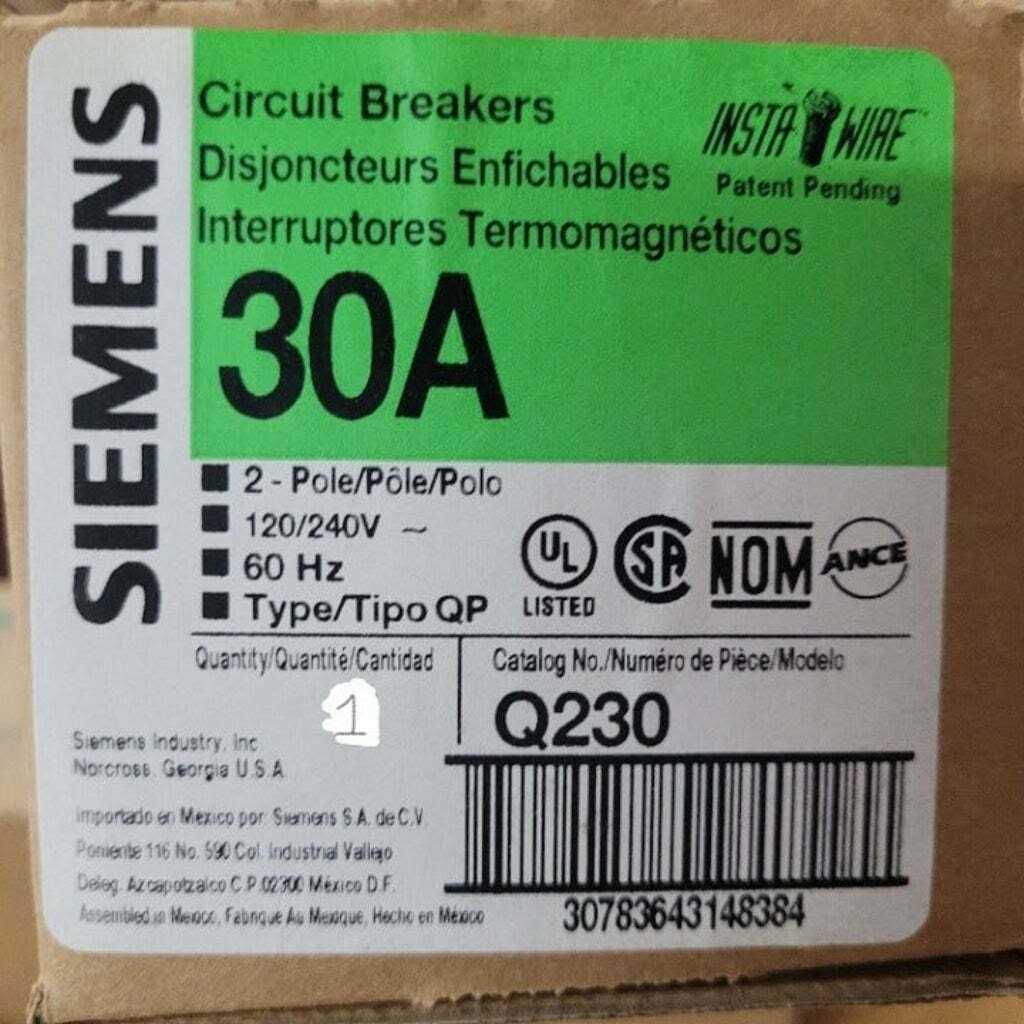 SIEMENS
Circuit Breakers
Disjoncteurs Enfichables
Interruptores Termomagnéticos
INSTA WIRE™
Patent Pending
30A
2 - Pole/Pôle/Polo
120/240V ~
60 Hz
Type/Tipo QP
UL
LISTED
SA
NOM
ANCE
Quantity/Quantité/Cantidad
1
Catalog No./Numéro de Pièce/Modelo
Q230
Siemens Industry, Inc
Norcross, Georgia U.S.A
Importado en Mexico por Siemens S.A. de C.V.
Poniente 116 No. 590 Col. Industrial Vallejo
Deleg. Azcapotzalco C.P.02300 México D.F.
Assembled in Mexico, Fabrique Au Mexique, Hecho en México
30783643148384